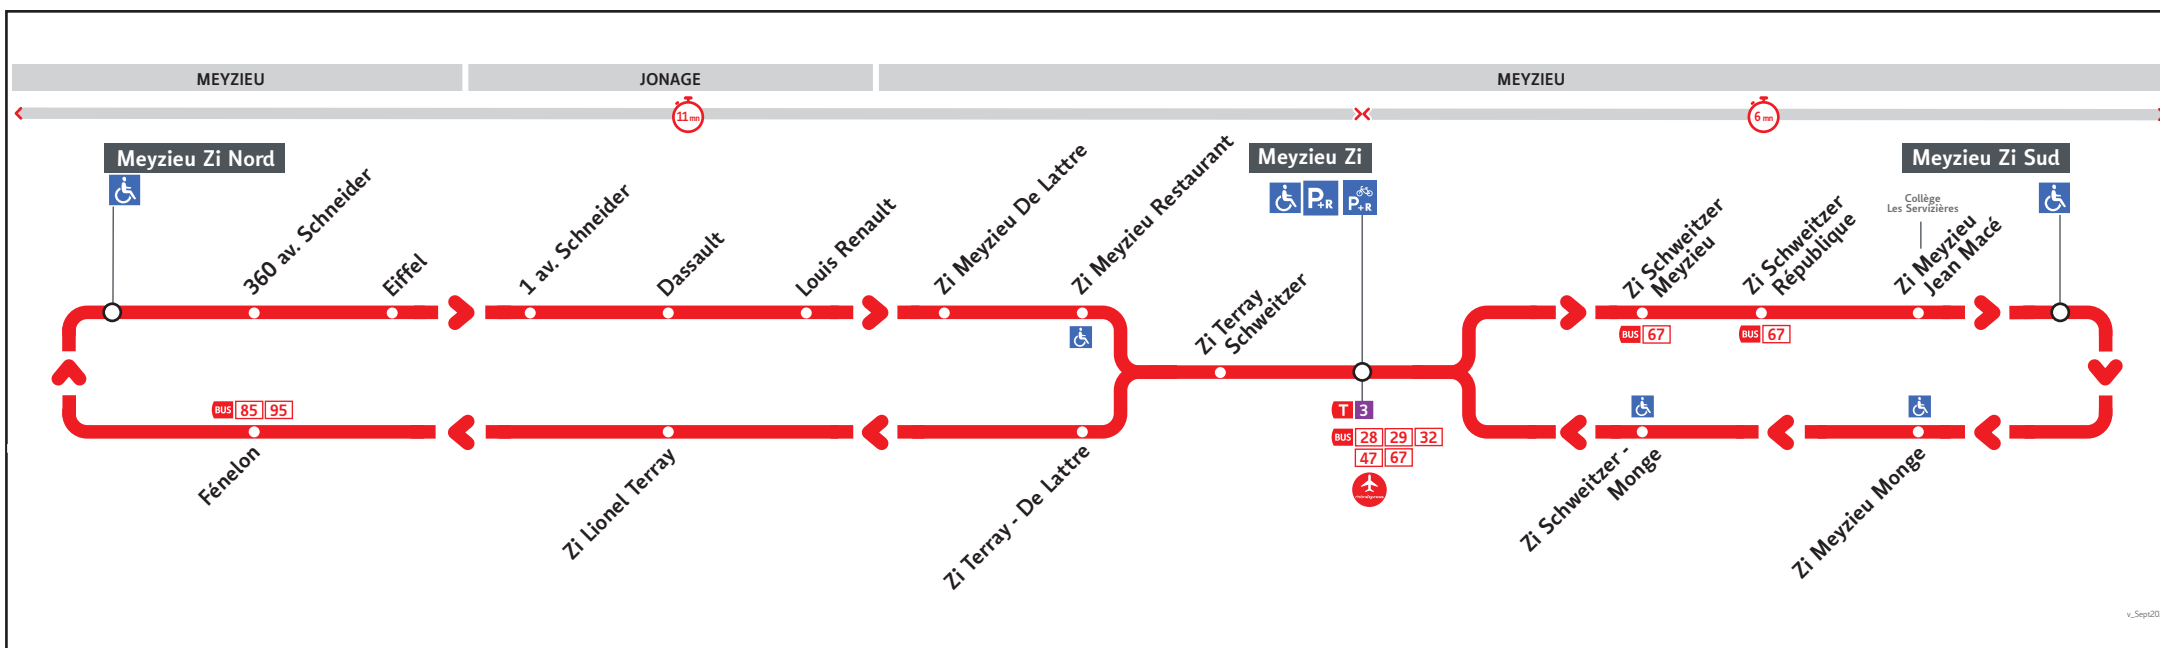 MEYZIEU
JONAGE
MEYZIEU
11 mn
6 mn
Meyzieu Zi Nord
360 av. Schneider
Eiffel
1 av. Schneider
Dassault
Louis Renault
Zi Meyzieu De Lattre
Zi Meyzieu Restaurant
Zi Terray
Schweitzer
Meyzieu Zi
P+R
P+R
Zi Schweitzer
Meyzieu
BUS 67
Zi Schweitzer
République
BUS 67
Collège
Les Servizières
Zi Meyzieu
Jean Macé
Meyzieu Zi Sud
BUS 85 95
Fénelon
Zi Lionel Terray
Zi Terray - De Lattre
T 3
BUS 28 29 32
47 67
rhônexpress
Zi Schweitzer -
Monge
Zi Meyzieu Monge
v_Sept20